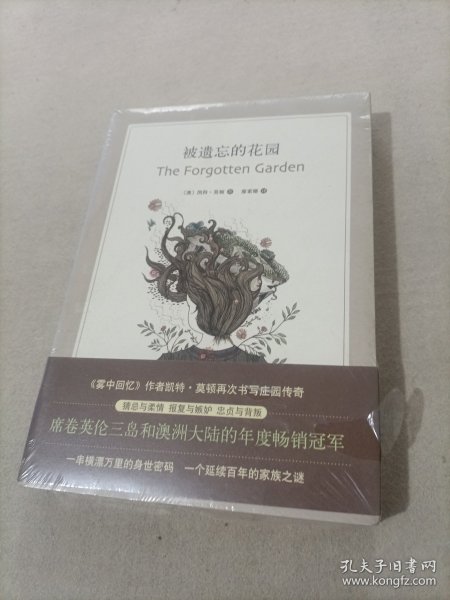 被遗忘的花园
The Forgotten Garden
［澳］凯特·莫顿 著 廖素珊 译
《雾中回忆》作者凯特·莫顿再次书写庄园传奇
猜忌与柔情 报复与嫉妒 忠贞与背叛
席卷英伦三岛和澳洲大陆的年度畅销冠军
一串横漂万里的身世密码 一个延续百年的家族之谜
孔夫子旧书网
www.kongfz.com